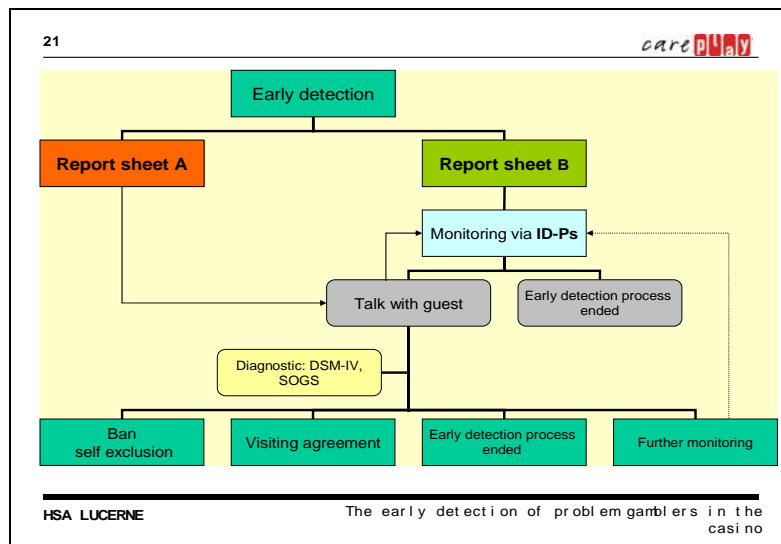 21
care play
Early detection
Report sheet A
Report sheet B
Monitoring via ID-Ps
Talk with guest
Early detection process
ended
Diagnostic: DSM-IV,
SOGS
Ban
self exclusion
Visiting agreement
Early detection process
ended
Further monitoring
HSA LUCERNE
The early detection of problem gamblers in the
casino